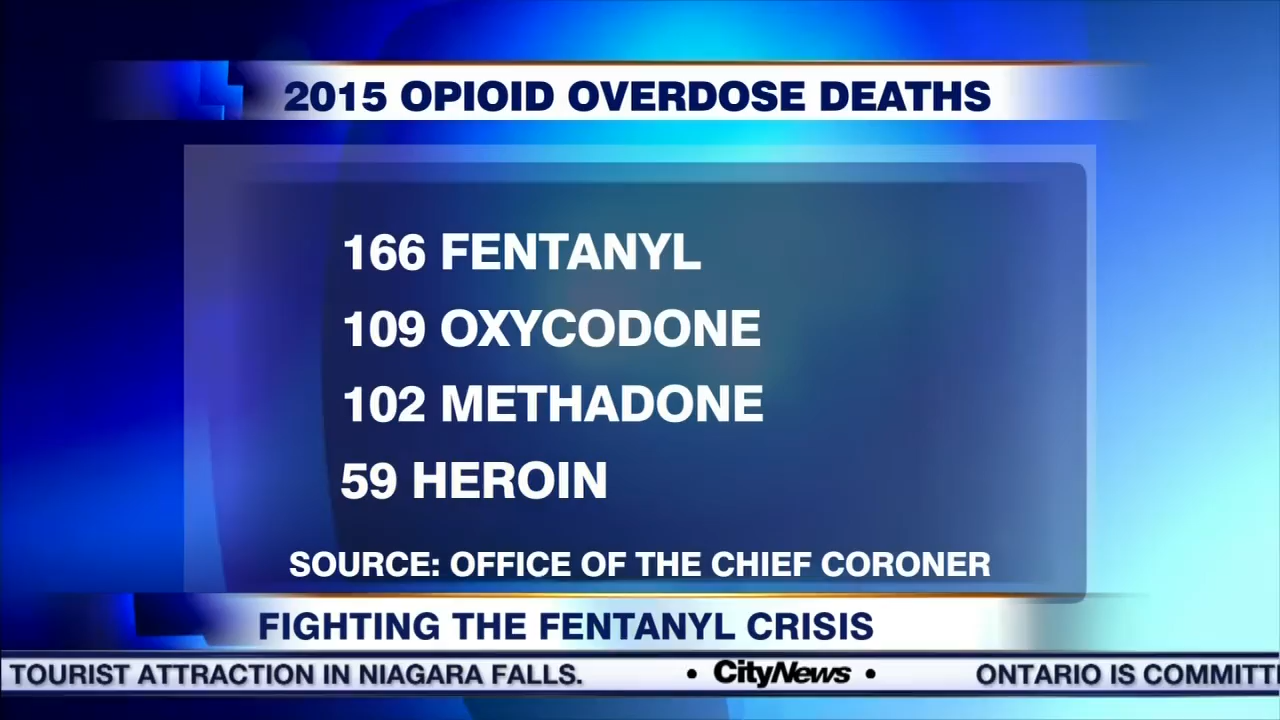 2015 OPIOID OVERDOSE DEATHS
166 FENTANYL
109 OXYCODONE
102 METHADONE
59 HEROIN
SOURCE: OFFICE OF THE CHIEF CORONER
FIGHTING THE FENTANYL CRISIS
TOURIST ATTRACTION IN NIAGARA FALLS. • CityNews • ONTARIO IS COMMITT